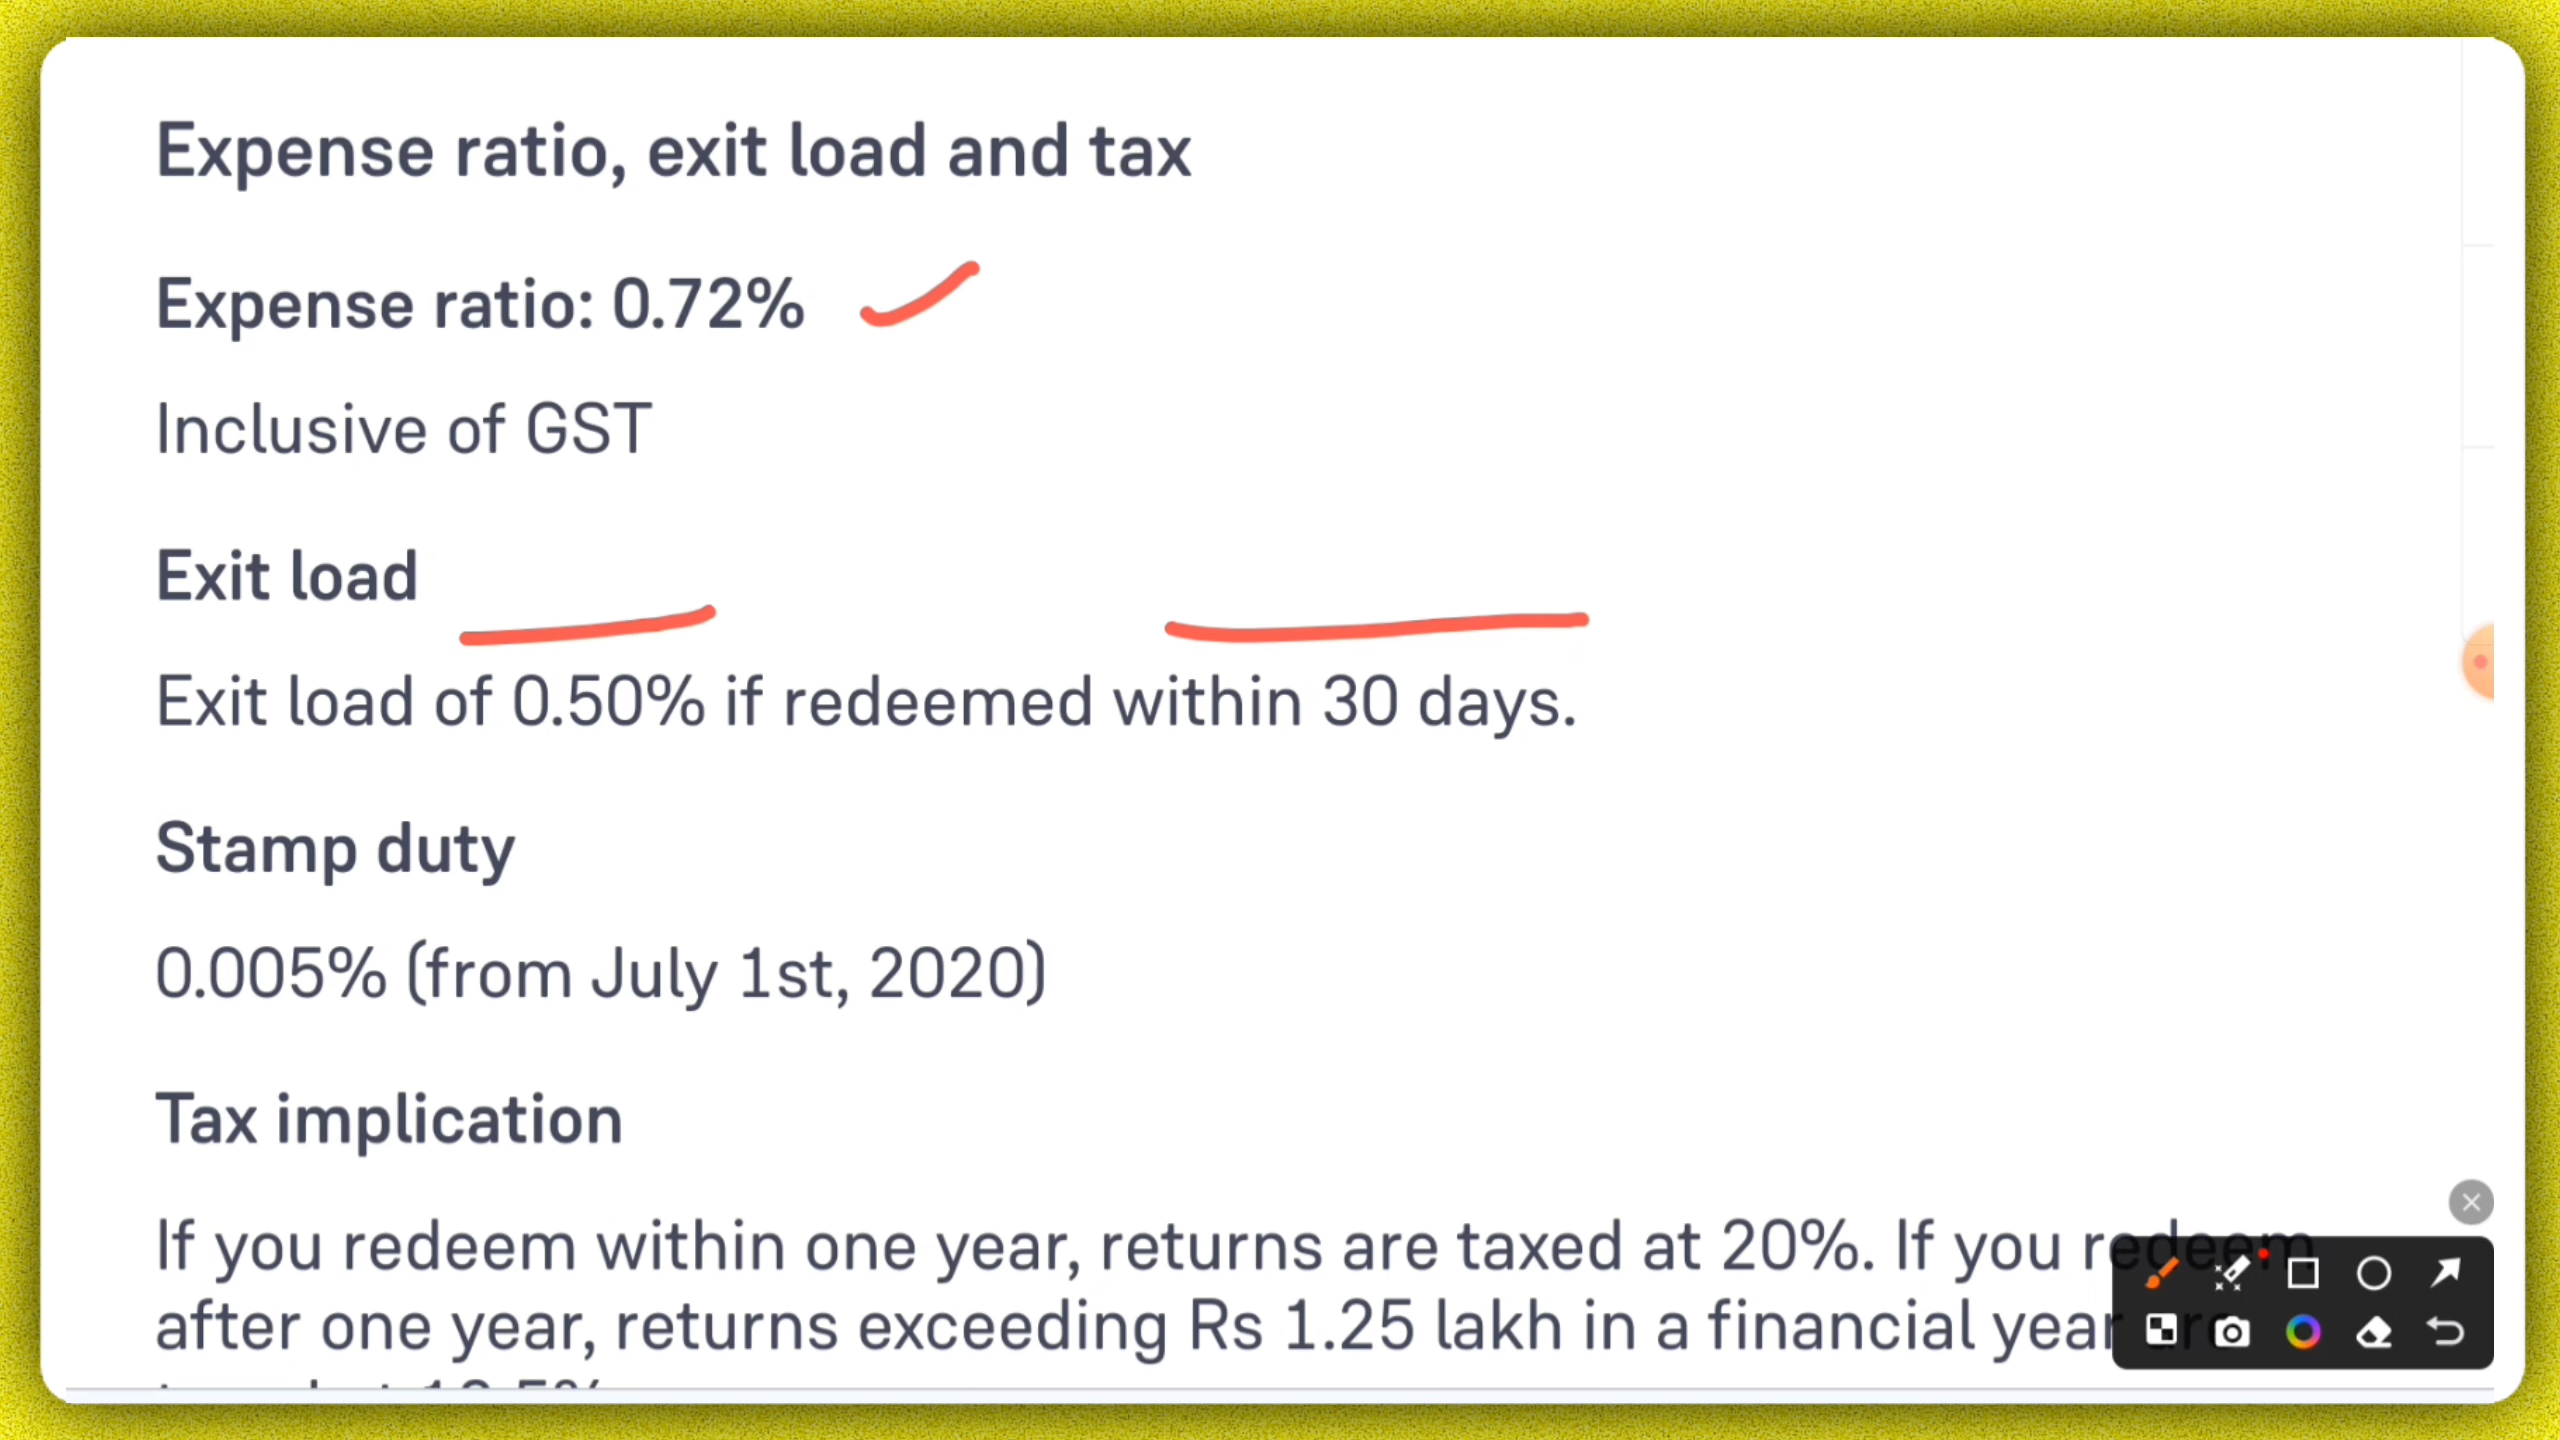 Expense ratio, exit load and tax
Expense ratio: 0.72%
Inclusive of GST
Exit load
Exit load of 0.50% if redeemed within 30 days.
Stamp duty
0.005% (from July 1st, 2020)
Tax implication
If you redeem within one year, returns are taxed at 20%. If you redeem
after one year, returns exceeding Rs 1.25 lakh in a financial year are